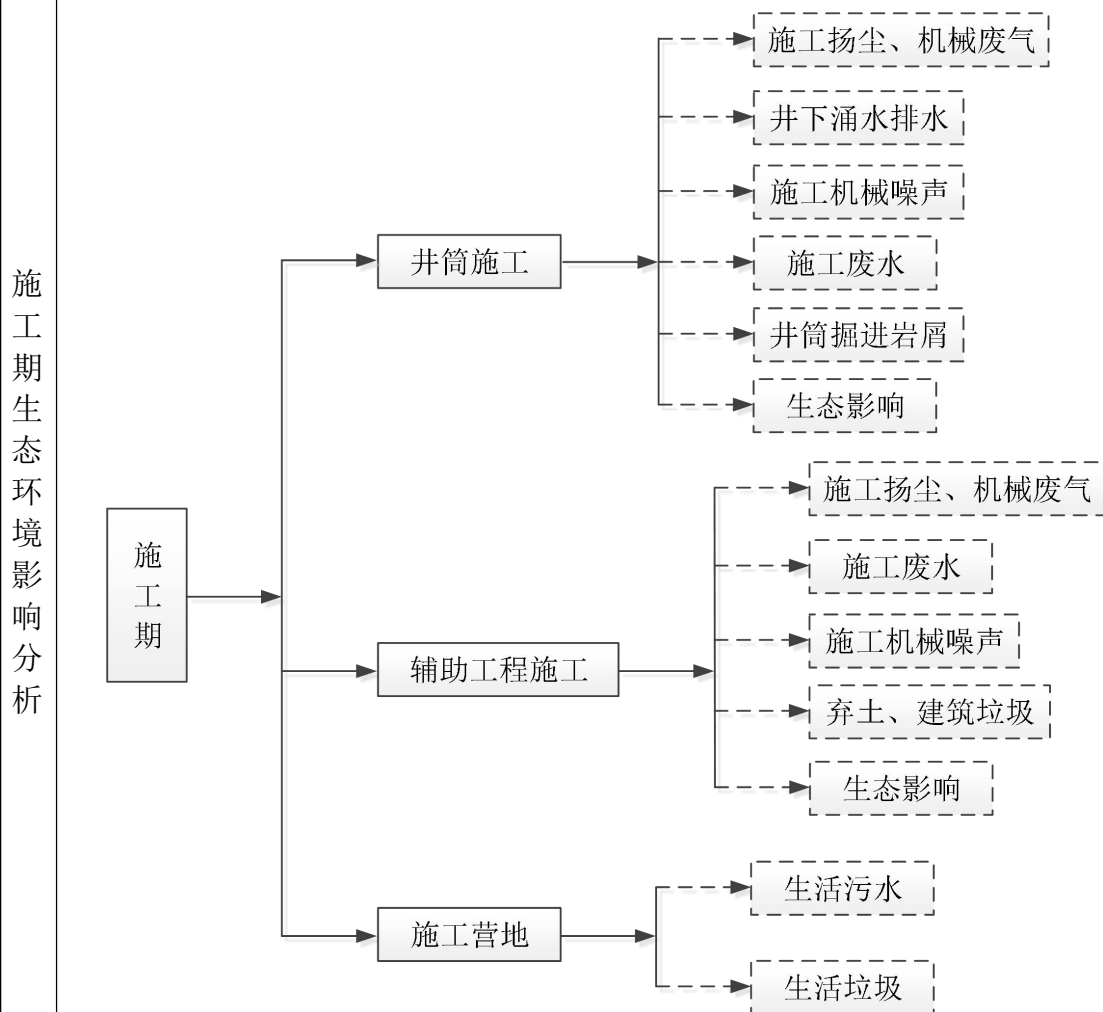 施工期生态环境影响分析
施工期
井筒施工
施工扬尘、机械废气
井下涌水排水
施工机械噪声
施工废水
井筒掘进岩屑
生态影响
辅助工程施工
施工扬尘、机械废气
施工废水
施工机械噪声
弃土、建筑垃圾
生态影响
施工营地
生活污水
生活垃圾